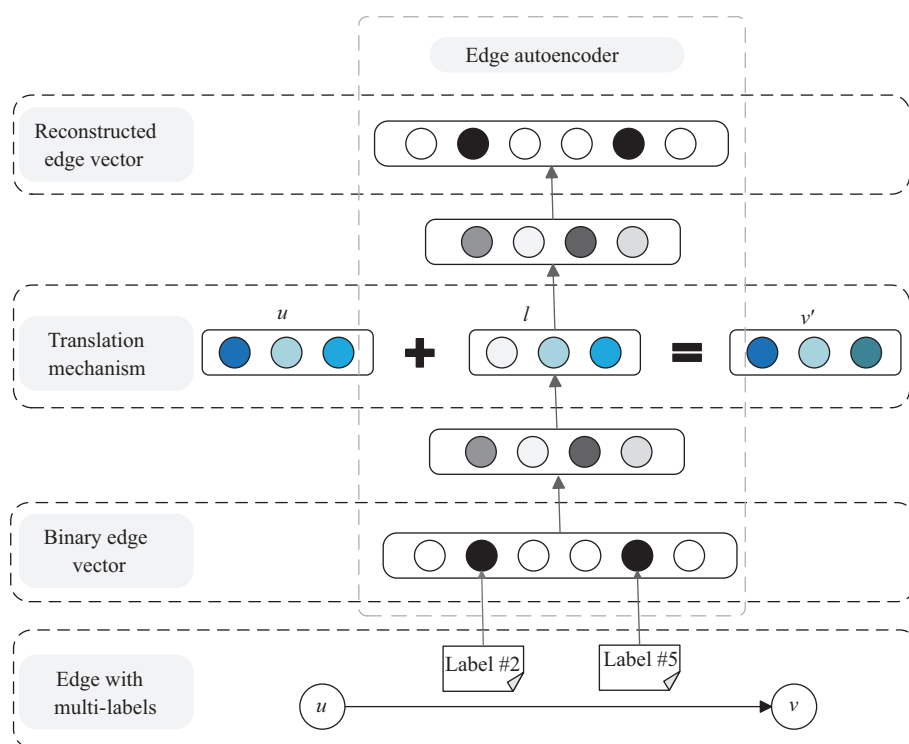 Edge autoencoder
Reconstructed
edge vector
u
l
v'
Translation
mechanism
+
=
Binary edge
vector
Label #2
Label #5
Edge with
multi-labels
u
v